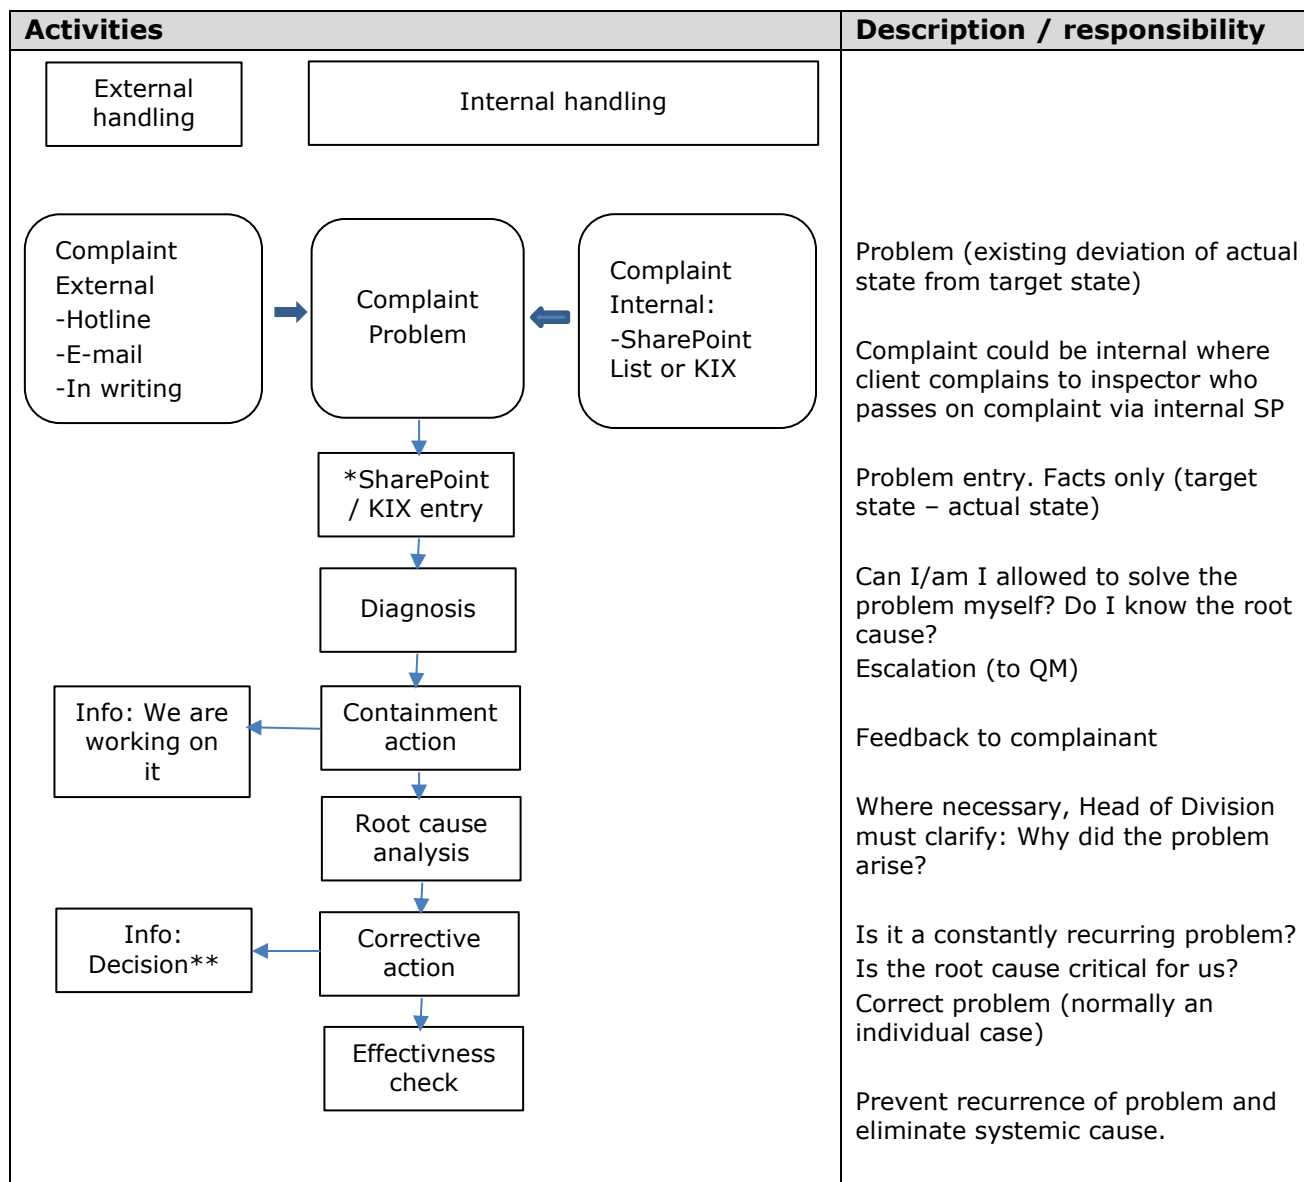 Activities
Description / responsibility
External
handling
Internal handling
Complaint
External
-Hotline
-E-mail
-In writing
Complaint
Problem
Complaint
Internal:
-SharePoint
List or KIX
Problem (existing deviation of actual
state from target state)
Complaint could be internal where
client complains to inspector who
passes on complaint via internal SP
*SharePoint
/ KIX entry
Problem entry. Facts only (target
state – actual state)
Diagnosis
Can I/am I allowed to solve the
problem myself? Do I know the root
cause?
Escalation (to QM)
Info: We are
working on
it
Containment
action
Feedback to complainant
Root cause
analysis
Where necessary, Head of Division
must clarify: Why did the problem
arise?
Info:
Decision**
Corrective
action
Is it a constantly recurring problem?
Is the root cause critical for us?
Correct problem (normally an
individual case)
Effectivness
check
Prevent recurrence of problem and
eliminate systemic cause.